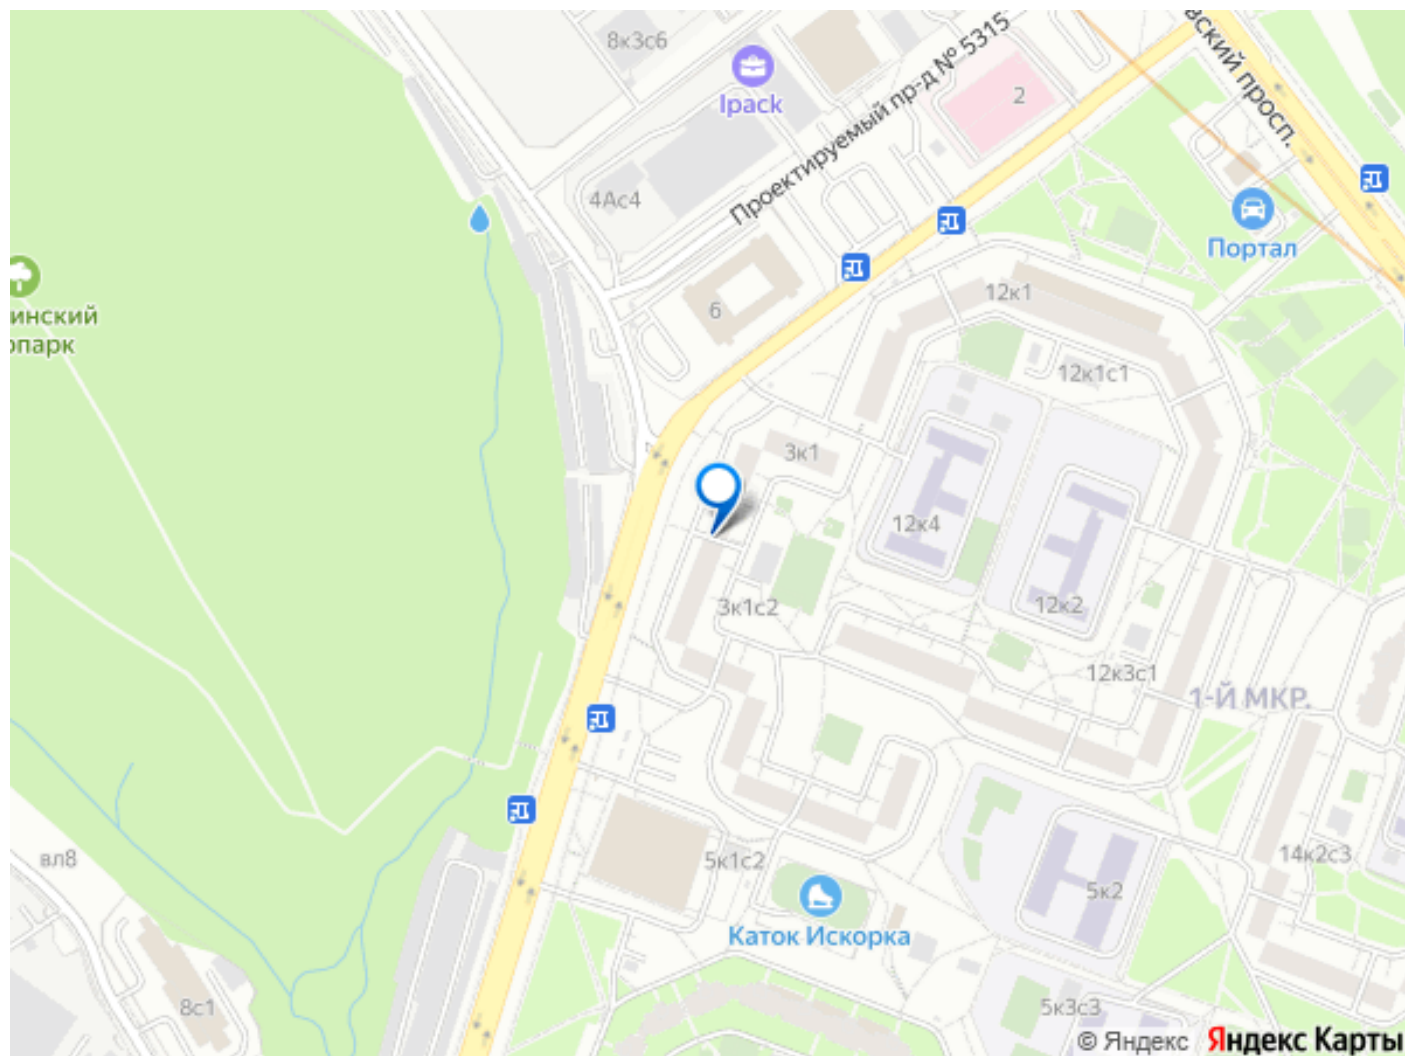 8к3с6
Ipack
Проектируемый пр-д № 5315
2
вский просп.
4Ас4
Портал
инский
опарк
6
12к1
12к1с1
3к1
12к4
3к1с2
12к2
12к3с1
1-Й МКР.
вл8
5к1с2
14к2с3
5к2
Каток Искорка
8с1
5к3с3
© Яндекс Яндекс Карты